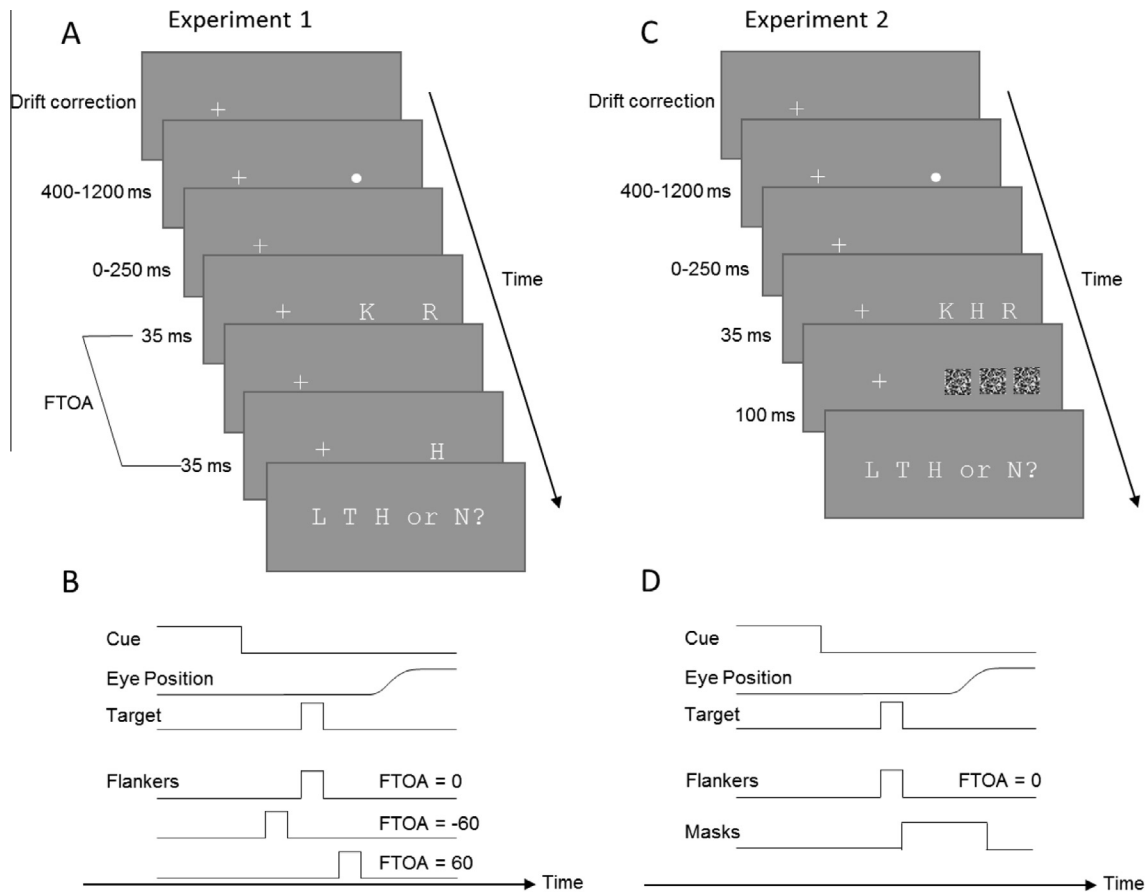 A
Experiment 1
Drift correction
400-1200 ms
0-250 ms
K R
35 ms
FTOA
H
35 ms
L T H or N?
Time
B
Cue
Eye Position
Target
Flankers
FTOA = 0
FTOA = -60
FTOA = 60
Time
C
Experiment 2
Drift correction
400-1200 ms
0-250 ms
K H R
35 ms
100 ms
L T H or N?
Time
D
Cue
Eye Position
Target
Flankers
FTOA = 0
Masks
Time